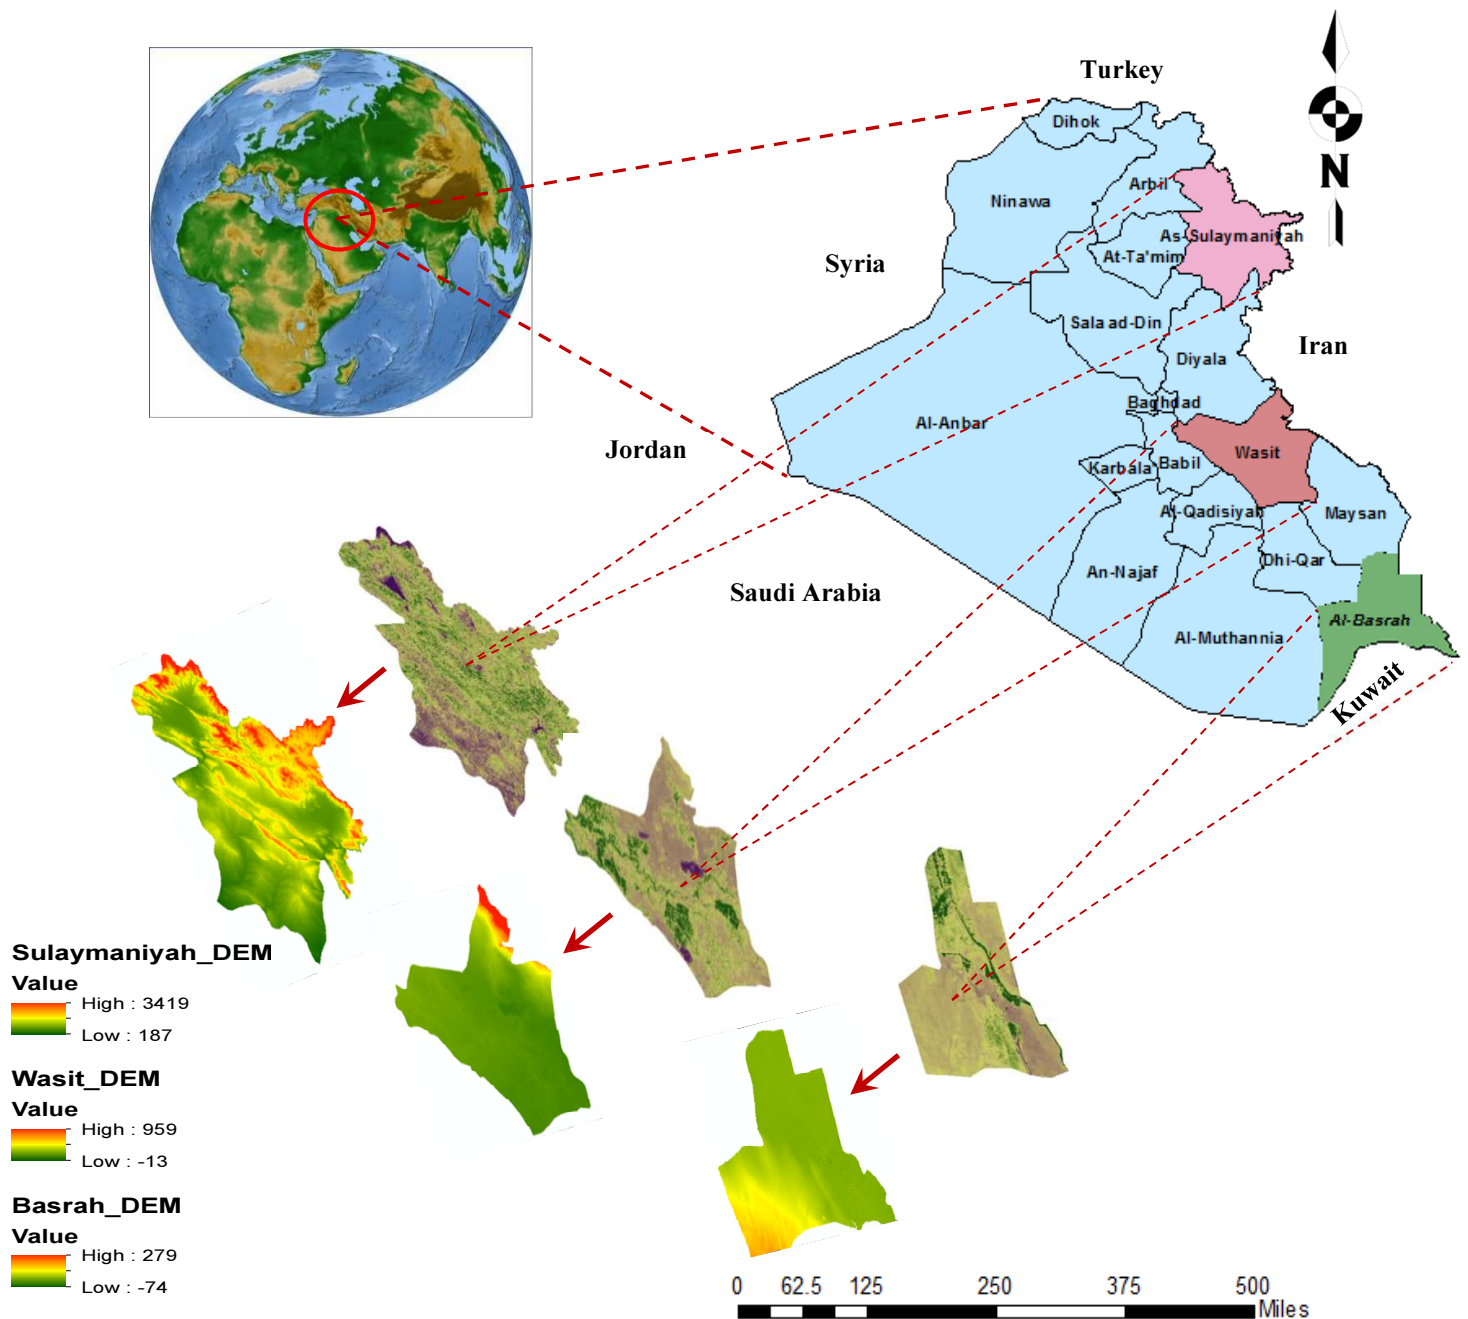 Turkey
Dihok
N
Arbil
Ninawa
As-Sulaymaniyah
At-Ta'mim
Syria
Salaad-Din
Iran
Diyala
Baghdad
Al-Anbar
Jordan
Wasit
Karbala
Babil
Al-Qadisiyah
Maysan
Dhi-Qar
An-Najaf
Saudi Arabia
Al-Basrah
Al-Muthannia
Kuwait
Sulaymaniyah_DEM
Value
High : 3419
Low : 187
Wasit_DEM
Value
High : 959
Low : -13
Basrah_DEM
Value
High : 279
Low : -74
0 62.5 125 250 375 500
Miles